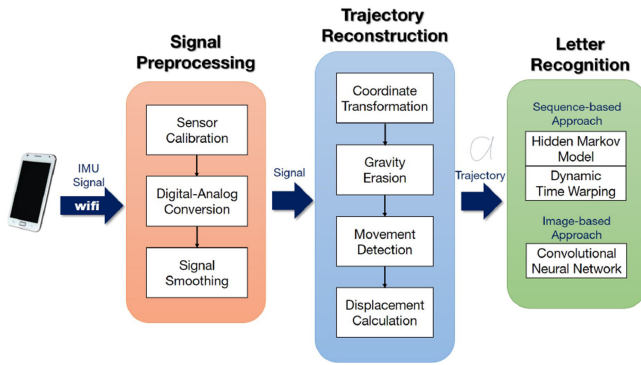 Signal
Preprocessing
Trajectory
Reconstruction
Letter
Recognition
IMU
Signal
wifi
Sensor
Calibration
Digital-Analog
Conversion
Signal
Smoothing
Signal
Coordinate
Transformation
Gravity
Erasion
Movement
Detection
Displacement
Calculation
a
Trajectory
Sequence-based
Approach
Hidden Markov
Model
Dynamic
Time Warping
Image-based
Approach
Convolutional
Neural Network